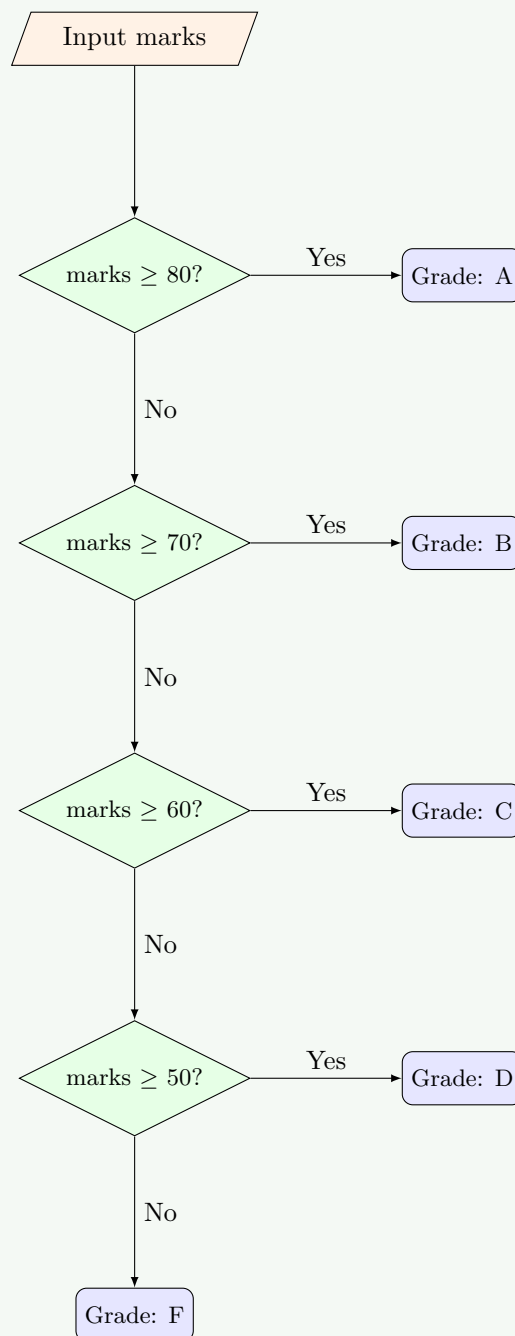 Input marks
marks ≥ 80?
Yes
Grade: A
No
marks ≥ 70?
Yes
Grade: B
No
marks ≥ 60?
Yes
Grade: C
No
marks ≥ 50?
Yes
Grade: D
No
Grade: F